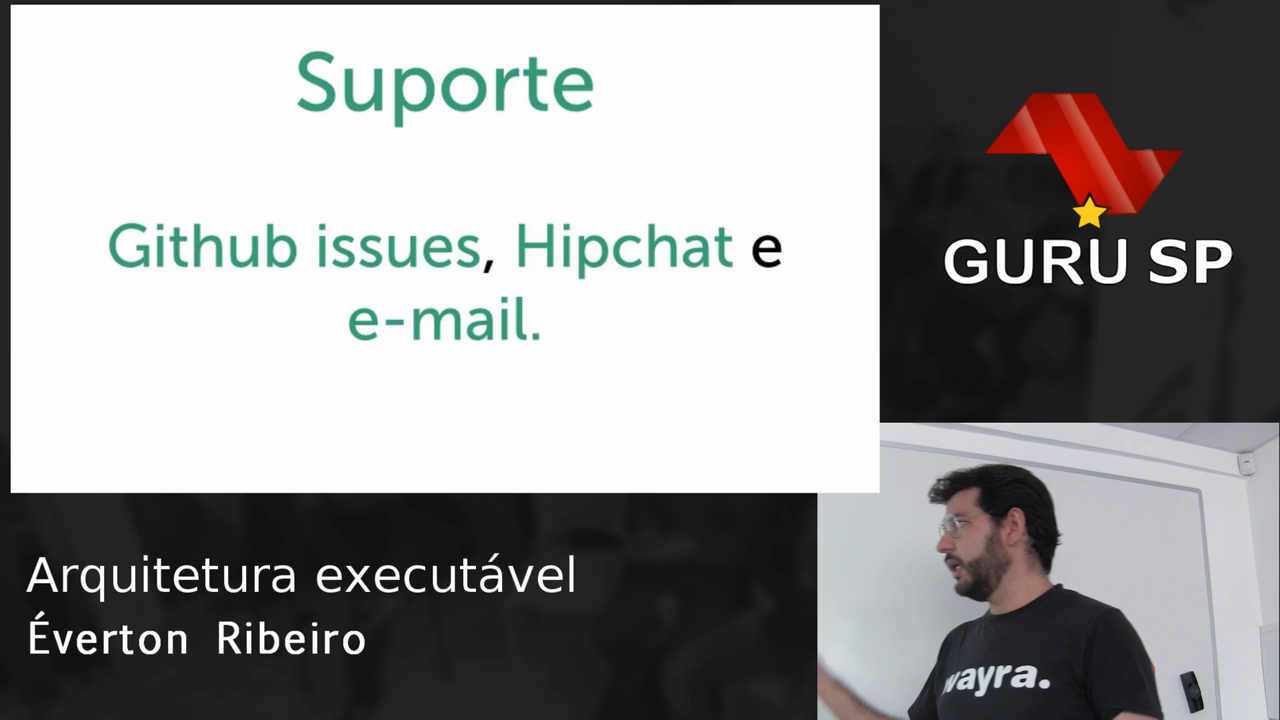 Suporte
Github issues, Hipchat e
e-mail.
GURU SP
Arquitetura executável
Éverton Ribeiro
wayra.